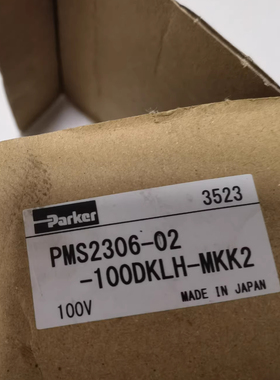 Parker
3523
PMS2306-02
-100DKLH-MKK2
100V
MADE IN JAPAN